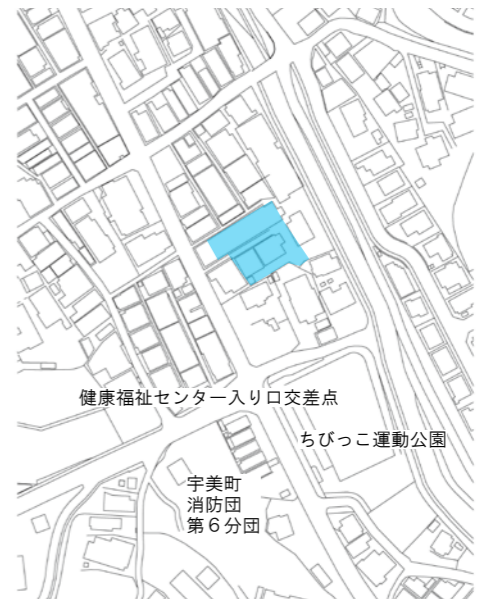 健康福祉センター入り口交差点
ちびっこ運動公園
宇美町
消防団
第６分団